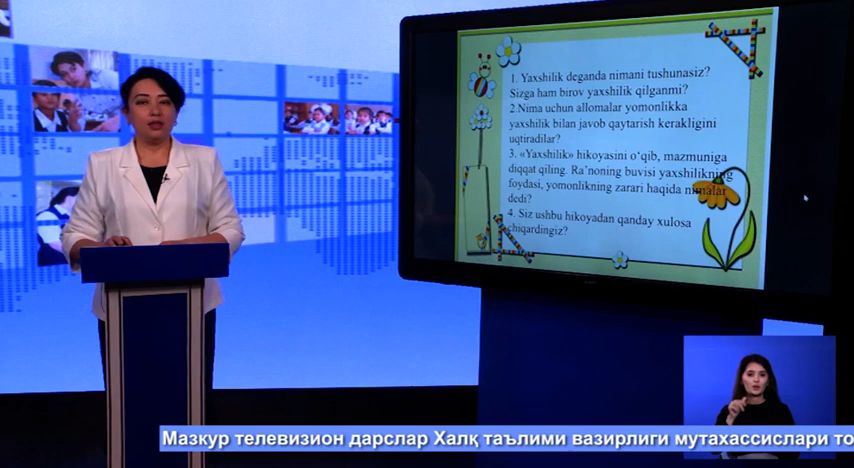 1. Yaxshilik deganda nimani tushunasiz?
Sizga ham birov yaxshilik qilganmi?
2.Nima uchun allomalar yomonlikka
yaxshilik bilan javob qaytarish kerakligini
uqtiradilar?
3. «Yaxshilik» hikoyasini o‘qib, mazmuniga
diqqat qiling. Ra’noning buvisi yaxshilikning
foydasi, yomonlikning zarari haqida nimalar
dedi?
4. Siz ushbu hikoyadan qanday xulosa
chiqardingiz?
Мазкур телевизион дарслар Халқ таълими вазирлиги мутахассислари то